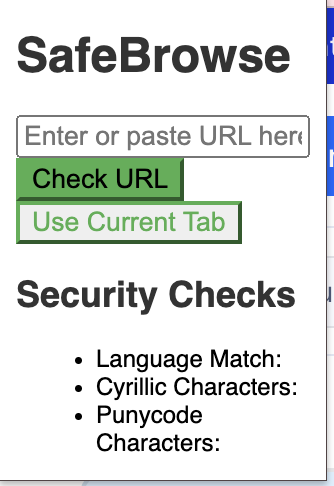 SafeBrowse
Enter or paste URL here
Check URL
Use Current Tab
Security Checks
Language Match:
Cyrillic Characters:
Punycode
Characters: